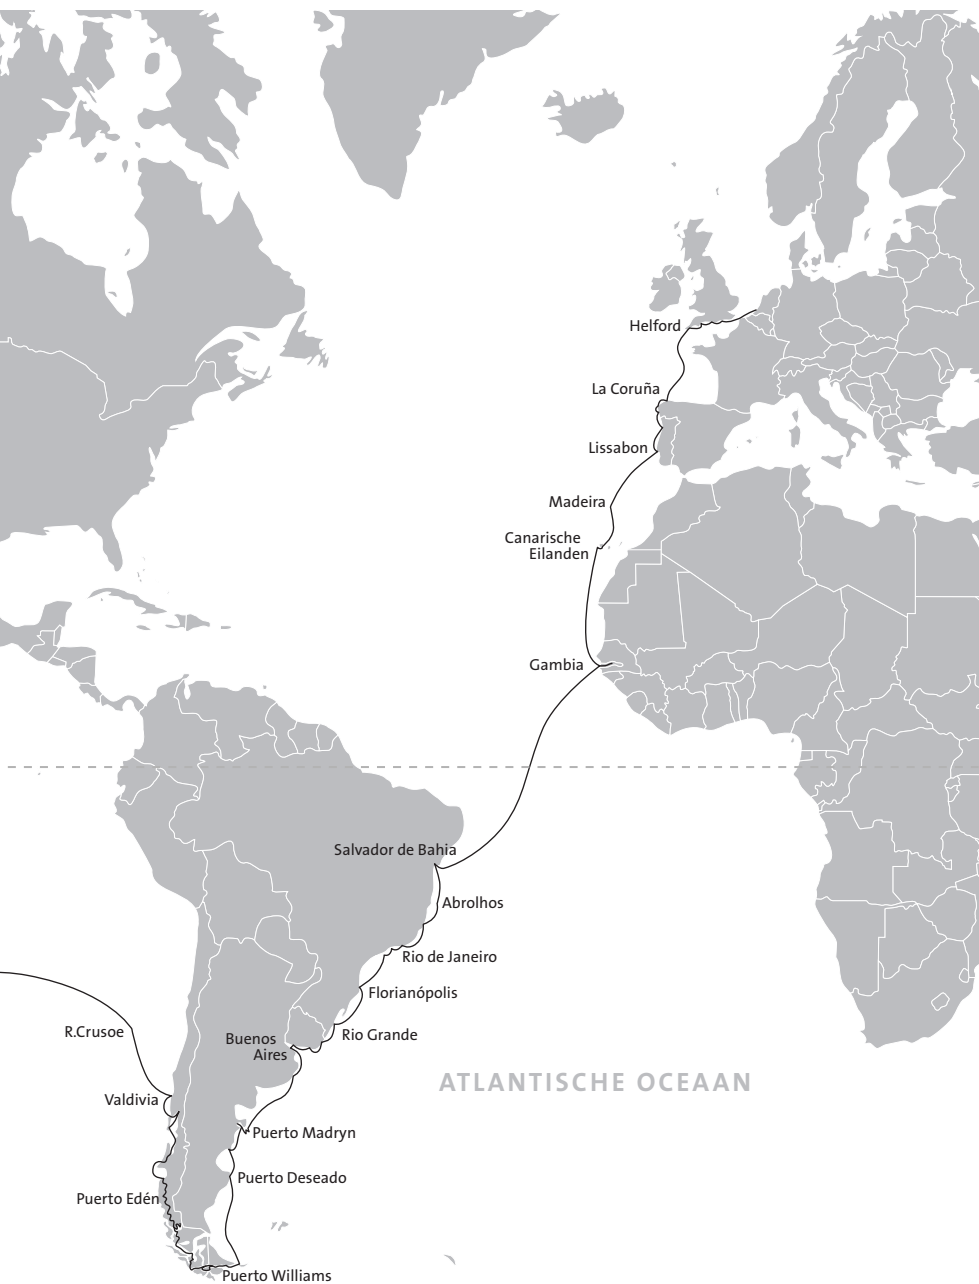 Helford
La Coruña
Lissabon
Madeira
Canarische
Eilanden
Gambia
Salvador de Bahia
Abrolhos
Rio de Janeiro
Florianópolis
R.Crusoe
Rio Grande
Buenos
Aires
ATLANTISCHE OCEAAN
Valdivia
Puerto Madryn
Puerto Deseado
Puerto Edén
Puerto Williams